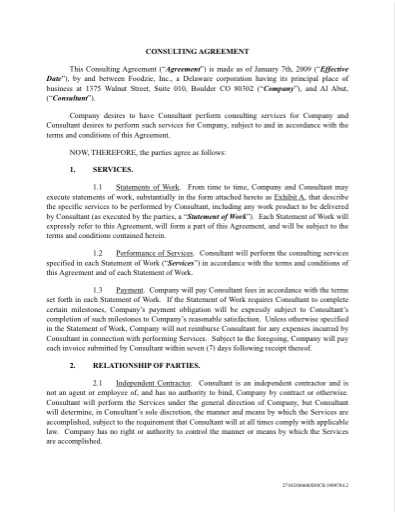 CONSULTING AGREEMENT
This Consulting Agreement (“Agreement”) is made as of January 7th, 2009 (“Effective
Date”), by and between Foodzie, Inc., a Delaware corporation having its principal place of
business at 1375 Walnut Street, Suite 010, Boulder CO 80302 (“Company”), and Al Abut,
(“Consultant”).
Company desires to have Consultant perform consulting services for Company and
Consultant desires to perform such services for Company, subject to and in accordance with the
terms and conditions of this Agreement.
NOW, THEREFORE, the parties agree as follows:
1. SERVICES.
1.1 Statements of Work. From time to time, Company and Consultant may
execute statements of work, substantially in the form attached hereto as Exhibit A, that describe
the specific services to be performed by Consultant, including any work product to be delivered
by Consultant (as executed by the parties, a “Statement of Work”). Each Statement of Work will
expressly refer to this Agreement, will form a part of this Agreement, and will be subject to the
terms and conditions contained herein.
1.2 Performance of Services. Consultant will perform the consulting services
specified in each Statement of Work (“Services”) in accordance with the terms and conditions of
this Agreement and of each Statement of Work.
1.3 Payment. Company will pay Consultant fees in accordance with the terms
set forth in each Statement of Work. If the Statement of Work requires Consultant to complete
certain milestones, Company’s payment obligation will be expressly subject to Consultant’s
completion of such milestones to Company’s reasonable satisfaction. Unless otherwise specified
in the Statement of Work, Company will not reimburse Consultant for any expenses incurred by
Consultant in connection with performing Services. Subject to the foregoing, Company will pay
each invoice submitted by Consultant within seven (7) days following receipt thereof.
2. RELATIONSHIP OF PARTIES.
2.1 Independent Contractor. Consultant is an independent contractor and is
not an agent or employee of, and has no authority to bind, Company by contract or otherwise.
Consultant will perform the Services under the general direction of Company, but Consultant
will determine, in Consultant’s sole discretion, the manner and means by which the Services are
accomplished, subject to the requirement that Consultant will at all times comply with applicable
law. Company has no right or authority to control the manner or means by which the Services
are accomplished.